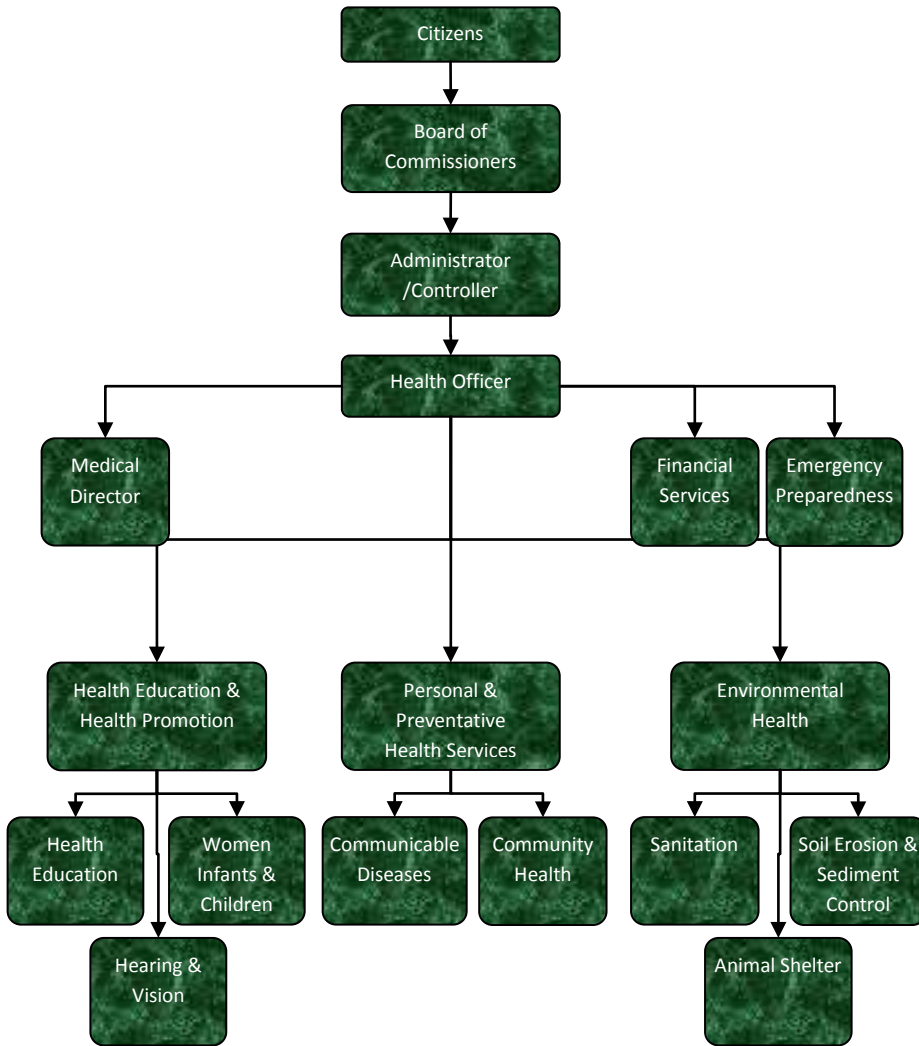 Citizens
Board of
Commissioners
Administrator
/Controller
Health Officer
Medical
Director
Financial
Services
Emergency
Preparedness
Health Education &
Health Promotion
Personal &
Preventative
Health Services
Environmental
Health
Health
Education
Women
Infants &
Children
Communicable
Diseases
Community
Health
Sanitation
Soil Erosion &
Sediment
Control
Hearing &
Vision
Animal Shelter